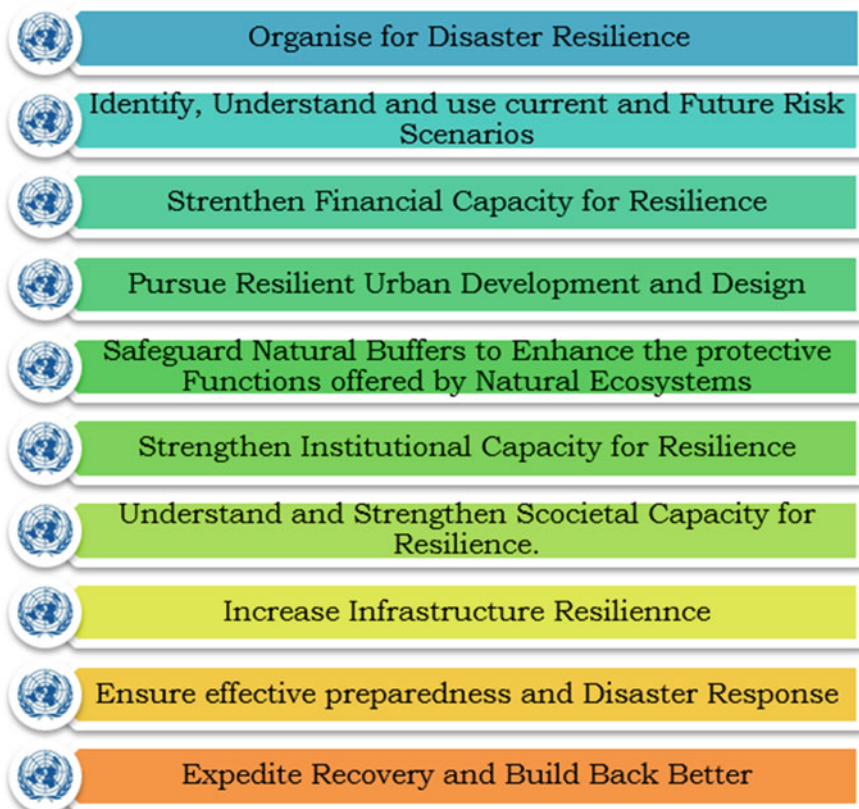 Organise for Disaster Resilience
Identify, Understand and use current and Future Risk
Scenarios
Strenthen Financial Capacity for Resilience
Pursue Resilient Urban Development and Design
Safeguard Natural Buffers to Enhance the protective
Functions offered by Natural Ecosystems
Strengthen Institutional Capacity for Resilience
Understand and Strengthen Scocietal Capacity for
Resilience.
Increase Infrastructure Resiliennce
Ensure effective preparedness and Disaster Response
Expedite Recovery and Build Back Better